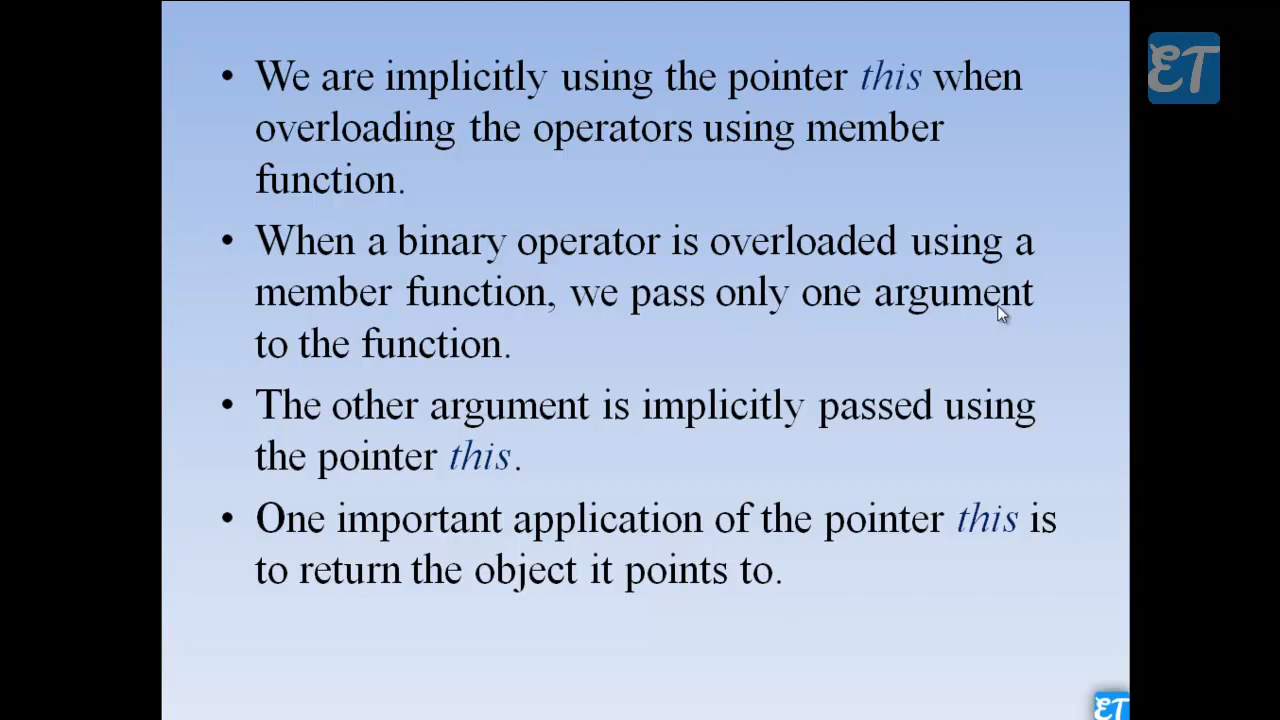 ET
• We are implicitly using the pointer this when
overloading the operators using member
function.
• When a binary operator is overloaded using a
member function, we pass only one argument
to the function.
• The other argument is implicitly passed using
the pointer this.
• One important application of the pointer this is
to return the object it points to.
ET